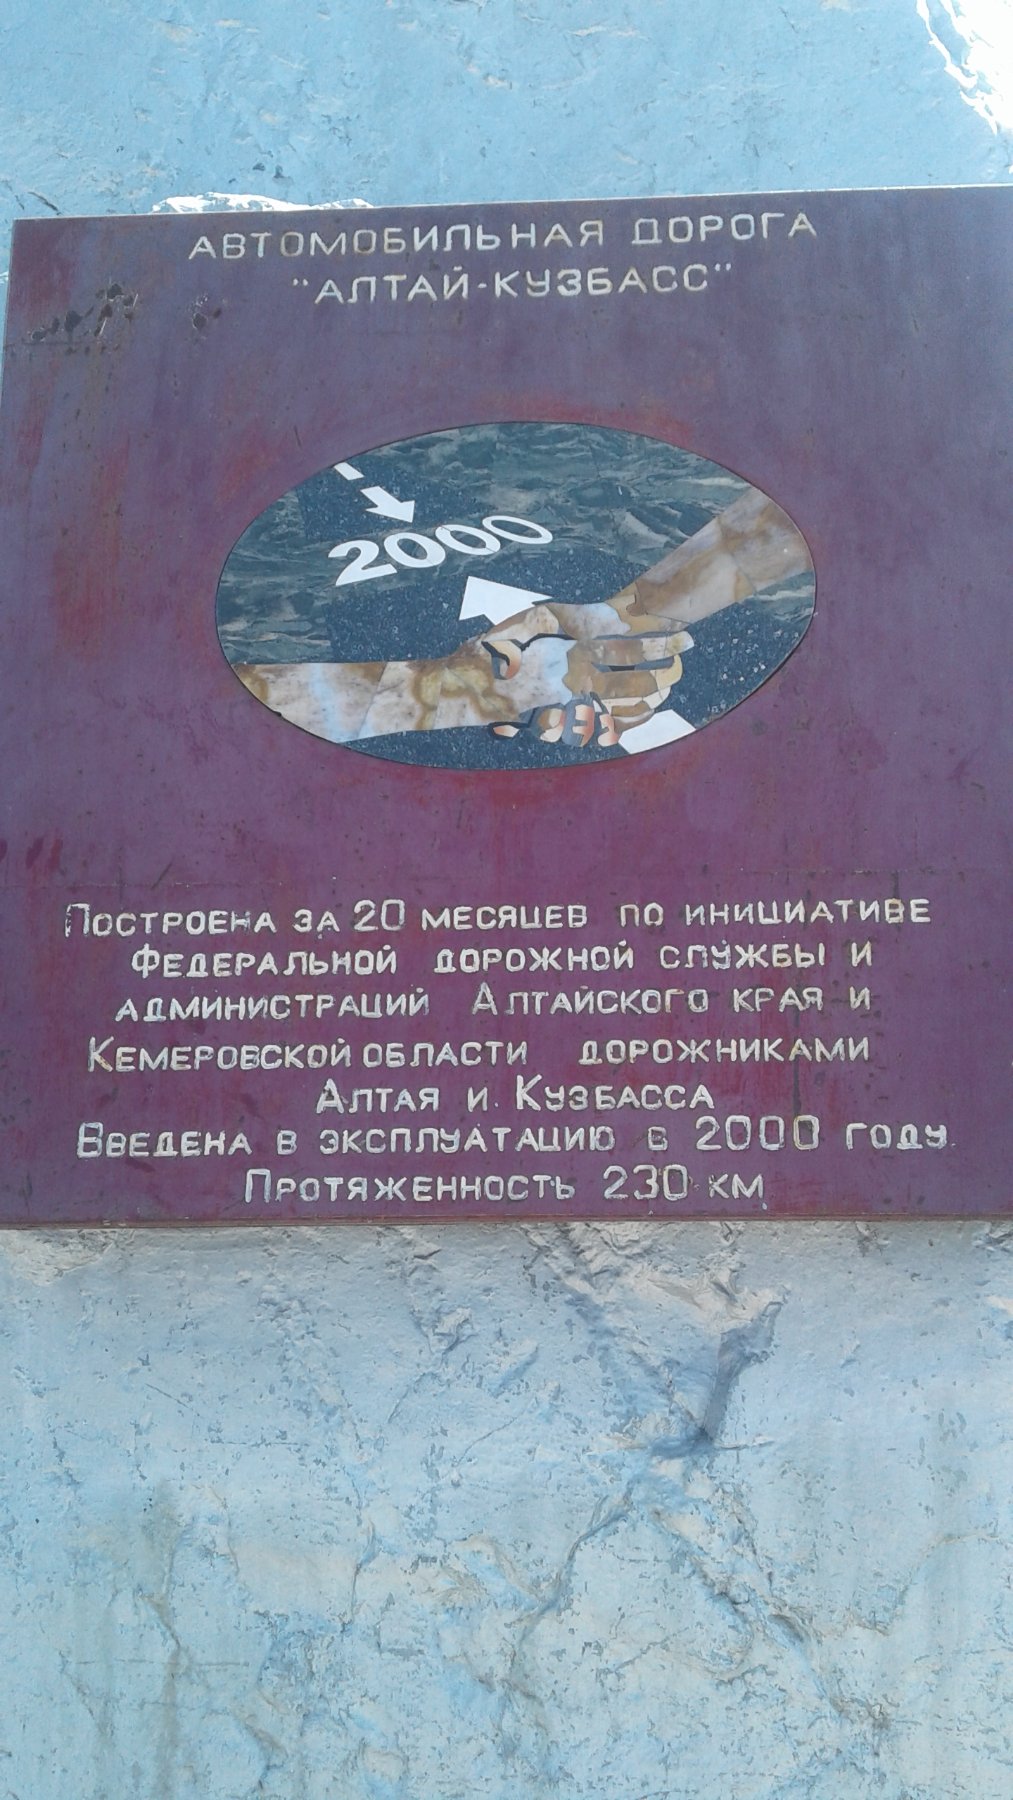 АВТОМОБИЛЬНАЯ ДОРОГА
"АЛТАЙ-КУЗБАСС"
2000
ПОСТРОЕНА ЗА 20 МЕСЯЦЕВ ПО ИНИЦИАТИВЕ
ФЕДЕРАЛЬНОЙ ДОРОЖНОЙ СЛУЖБЫ И
АДМИНИСТРАЦИЙ АЛТАЙСКОГО КРАЯ И
КЕМЕРОВСКОЙ ОБЛАСТИ ДОРОЖНИКАМИ
АЛТАЯ И КУЗБАССА
ВВЕДЕНА В ЭКСПЛУАТАЦИЮ В 2000 ГОДУ.
ПРОТЯЖЕННОСТЬ 230 КМ